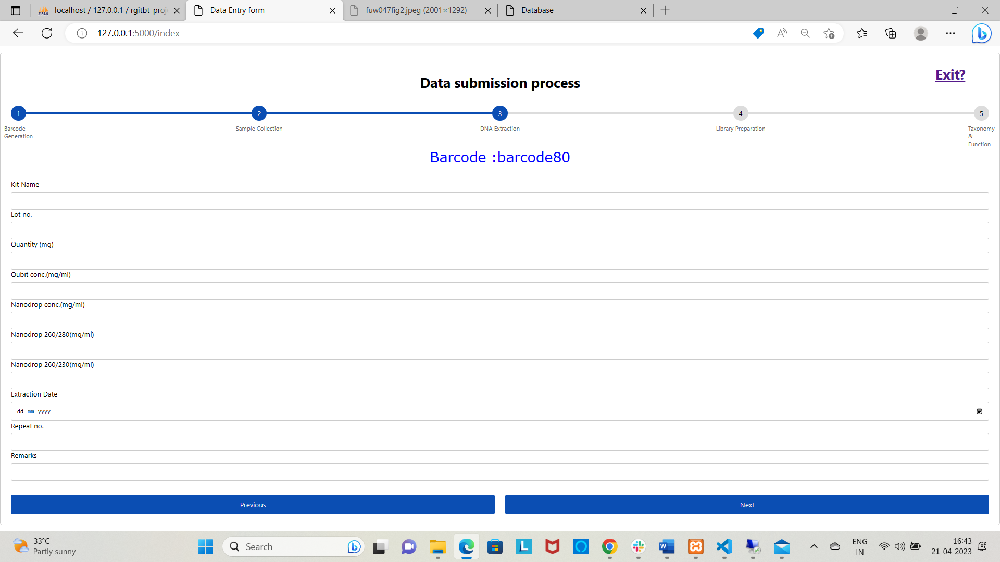 localhost / 127.0.0.1 / rgitbt_proj
Data Entry form
fuw047fig2.jpeg (2001×1292)
Database
127.0.0.1:5000/index
Exit?
Data submission process
1 2 3 4 5
Barcode Generation
Sample Collection
DNA Extraction
Library Preparation
Taxonomy & Function
Barcode :barcode80
Kit Name
Lot no.
Quantity (mg)
Qubit conc.(mg/ml)
Nanodrop conc.(mg/ml)
Nanodrop 260/280(mg/ml)
Nanodrop 260/230(mg/ml)
Extraction Date
dd-mm-yyyy
Repeat no.
Remarks
Previous
Next
33°C
Partly sunny
Search
ENG
IN
16:43
21-04-2023